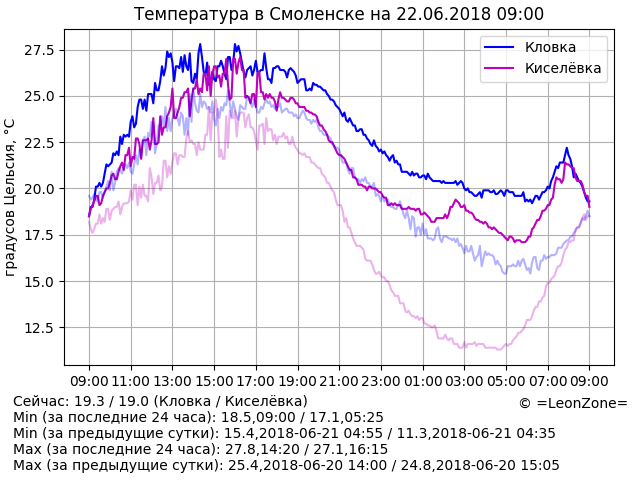 Температура в Смоленске на 22.06.2018 09:00
градусов Цельсия, °C
27.5
25.0
22.5
20.0
17.5
15.0
12.5
Кловка
Киселёвка
09:00 11:00 13:00 15:00 17:00 19:00 21:00 23:00 01:00 03:00 05:00 07:00 09:00
Сейчас: 19.3 / 19.0 (Кловка / Киселёвка)
© =LeonZone=
Min (за последние 24 часа): 18.5,09:00 / 17.1,05:25
Min (за предыдущие сутки): 15.4,2018-06-21 04:55 / 11.3,2018-06-21 04:35
Max (за последние 24 часа): 27.8,14:20 / 27.1,16:15
Max (за предыдущие сутки): 25.4,2018-06-20 14:00 / 24.8,2018-06-20 15:05